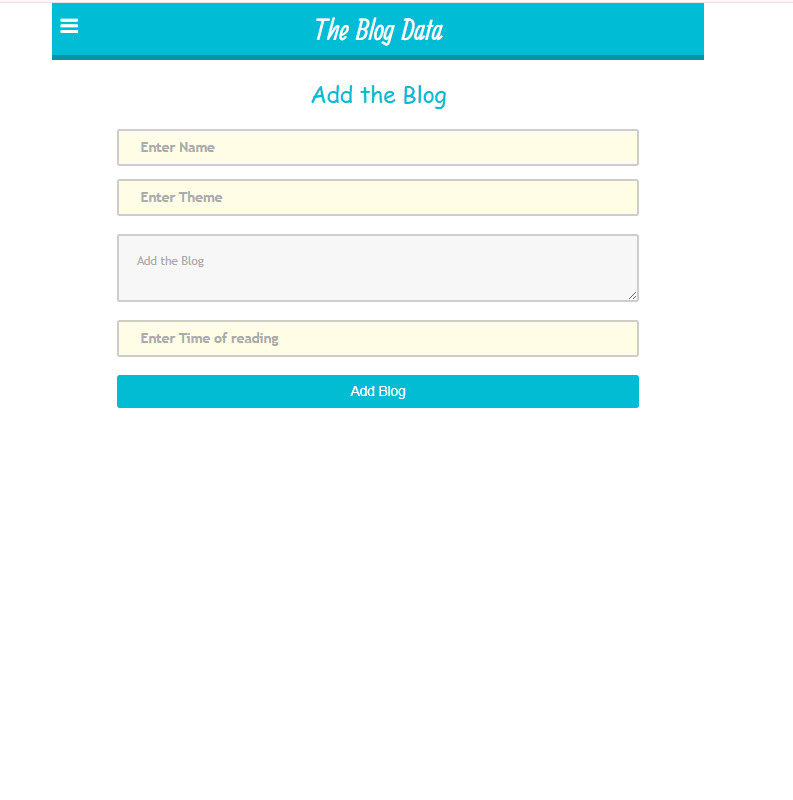 The Blog Data
Add the Blog
Enter Name
Enter Theme
Add the Blog
Enter Time of reading
Add Blog